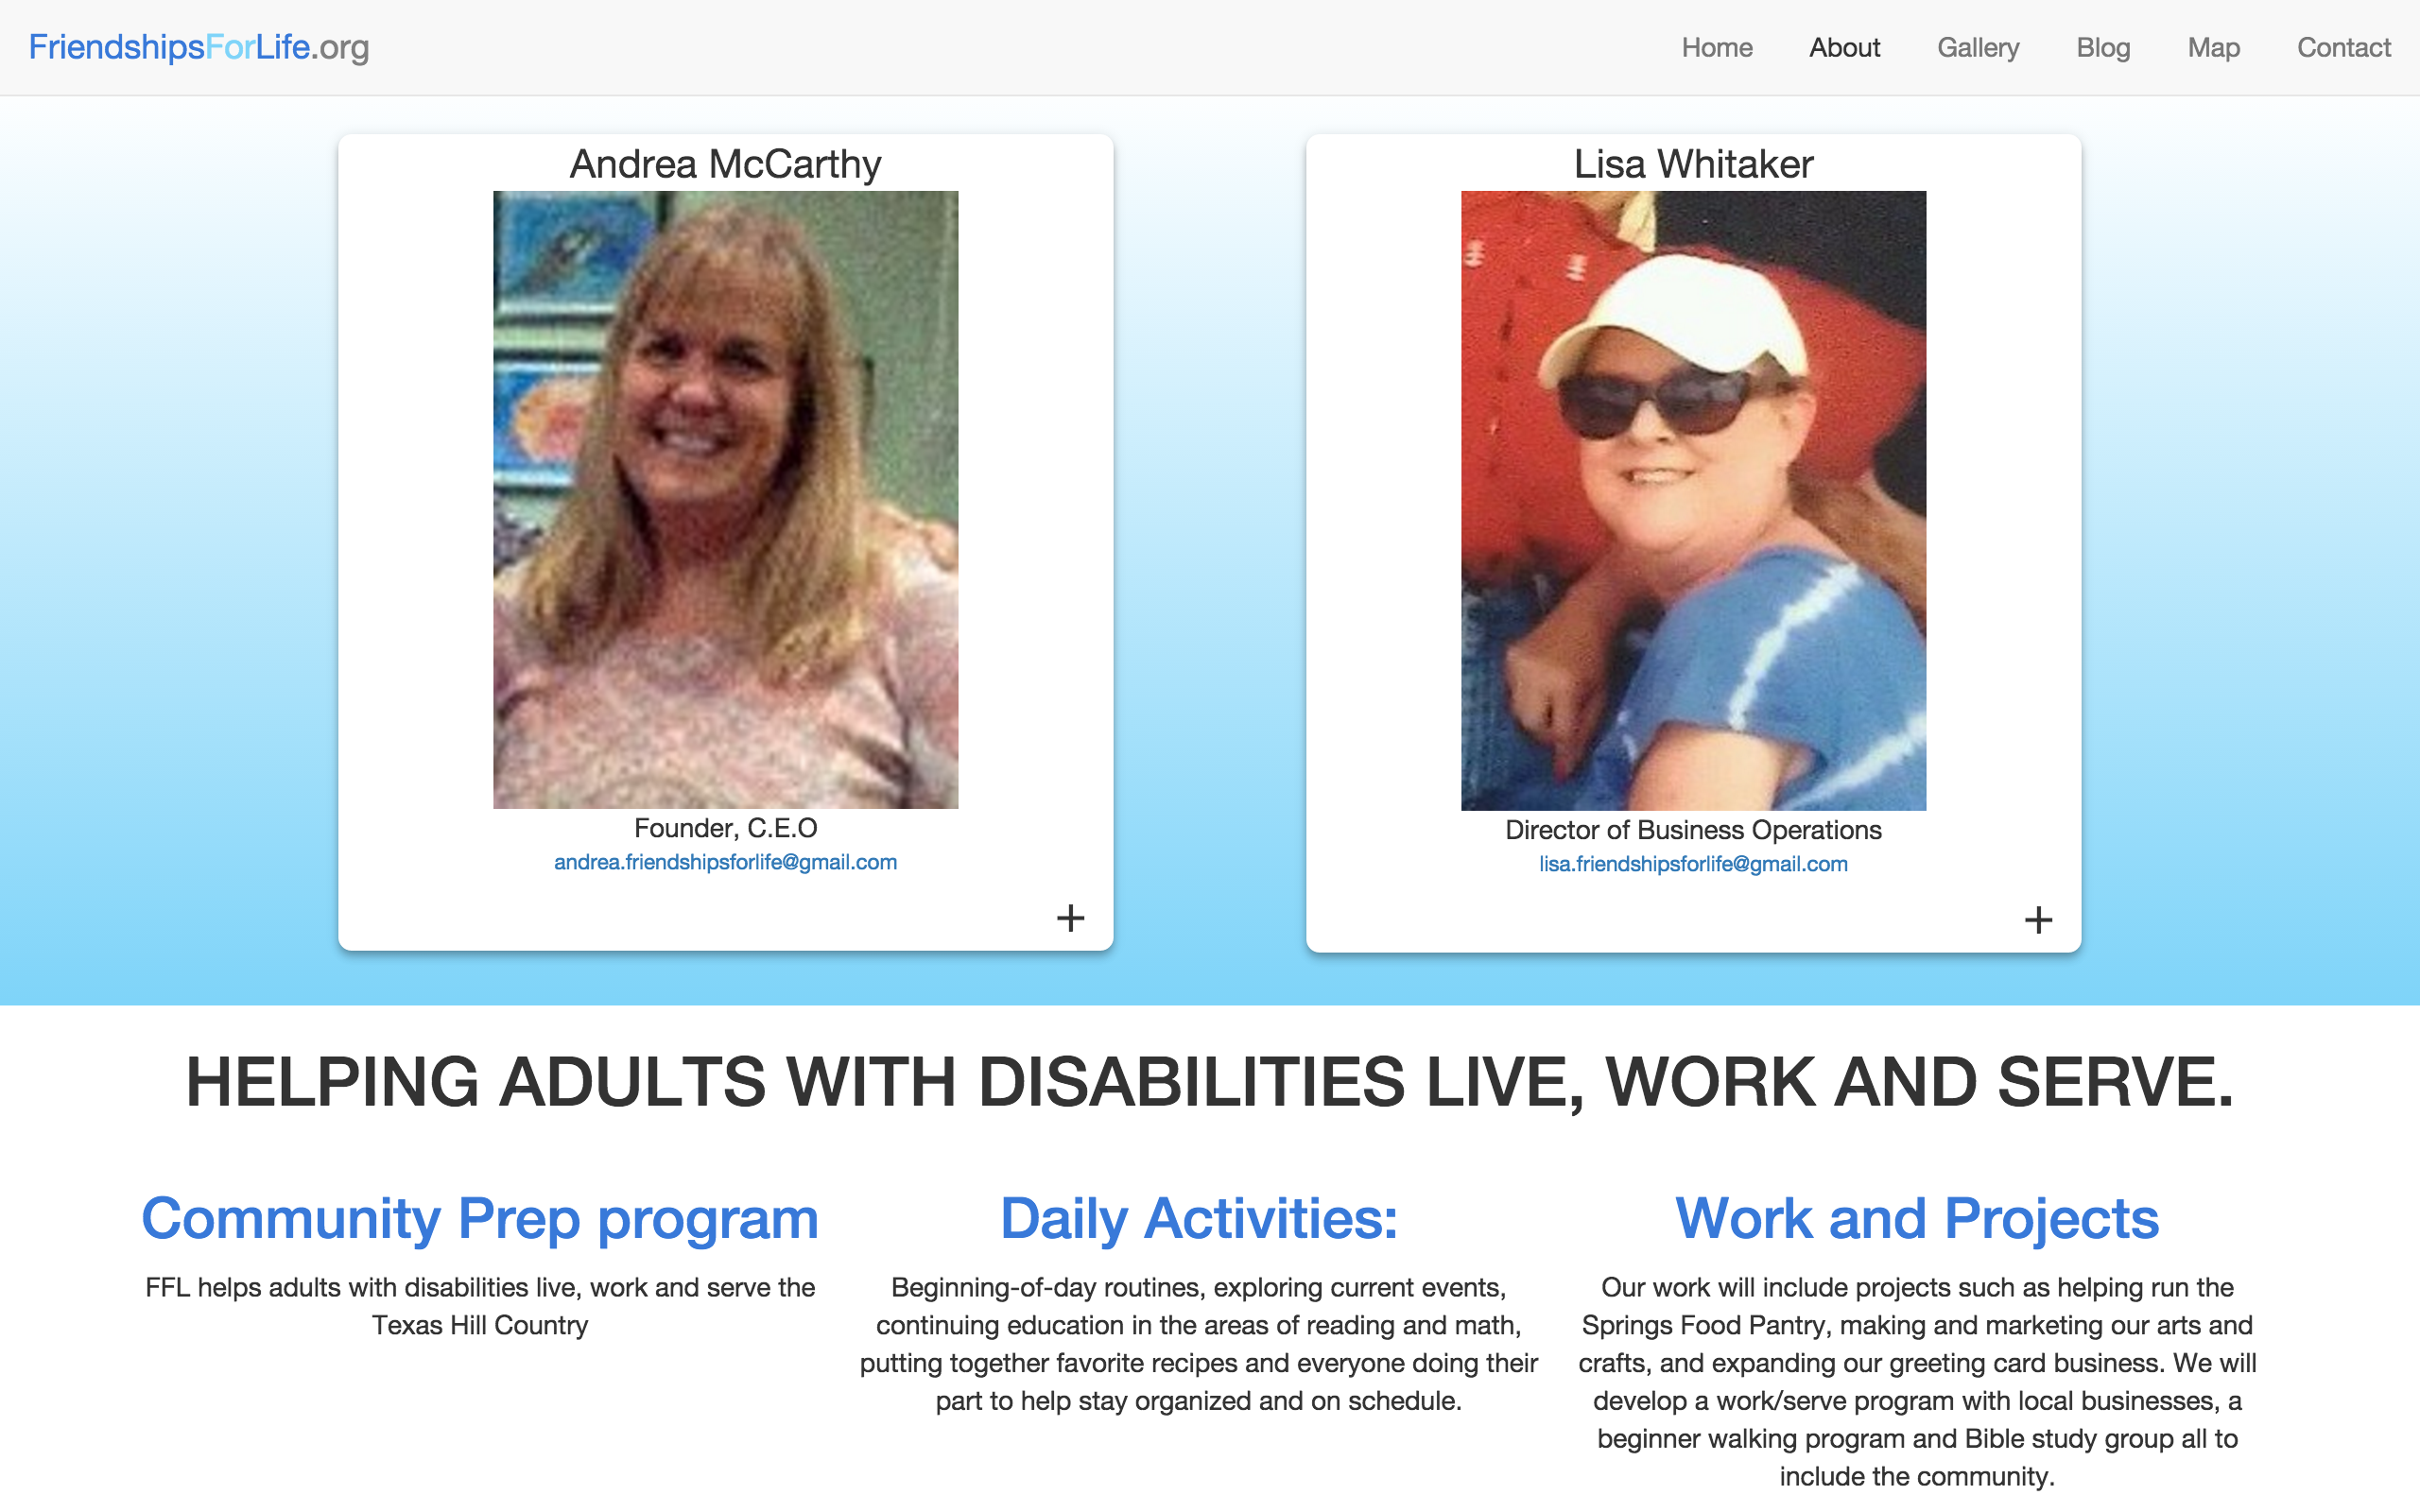 FriendshipsForLife.org
Home About Gallery Blog Map Contact
Andrea McCarthy
Founder, C.E.O
andrea.friendshipsforlife@gmail.com
+
Lisa Whitaker
Director of Business Operations
lisa.friendshipsforlife@gmail.com
+
HELPING ADULTS WITH DISABILITIES LIVE, WORK AND SERVE.
Community Prep program
FFL helps adults with disabilities live, work and serve the
Texas Hill Country
Daily Activities:
Beginning-of-day routines, exploring current events,
continuing education in the areas of reading and math,
putting together favorite recipes and everyone doing their
part to help stay organized and on schedule.
Work and Projects
Our work will include projects such as helping run the
Springs Food Pantry, making and marketing our arts and
crafts, and expanding our greeting card business. We will
develop a work/serve program with local businesses, a
beginner walking program and Bible study group all to
include the community.